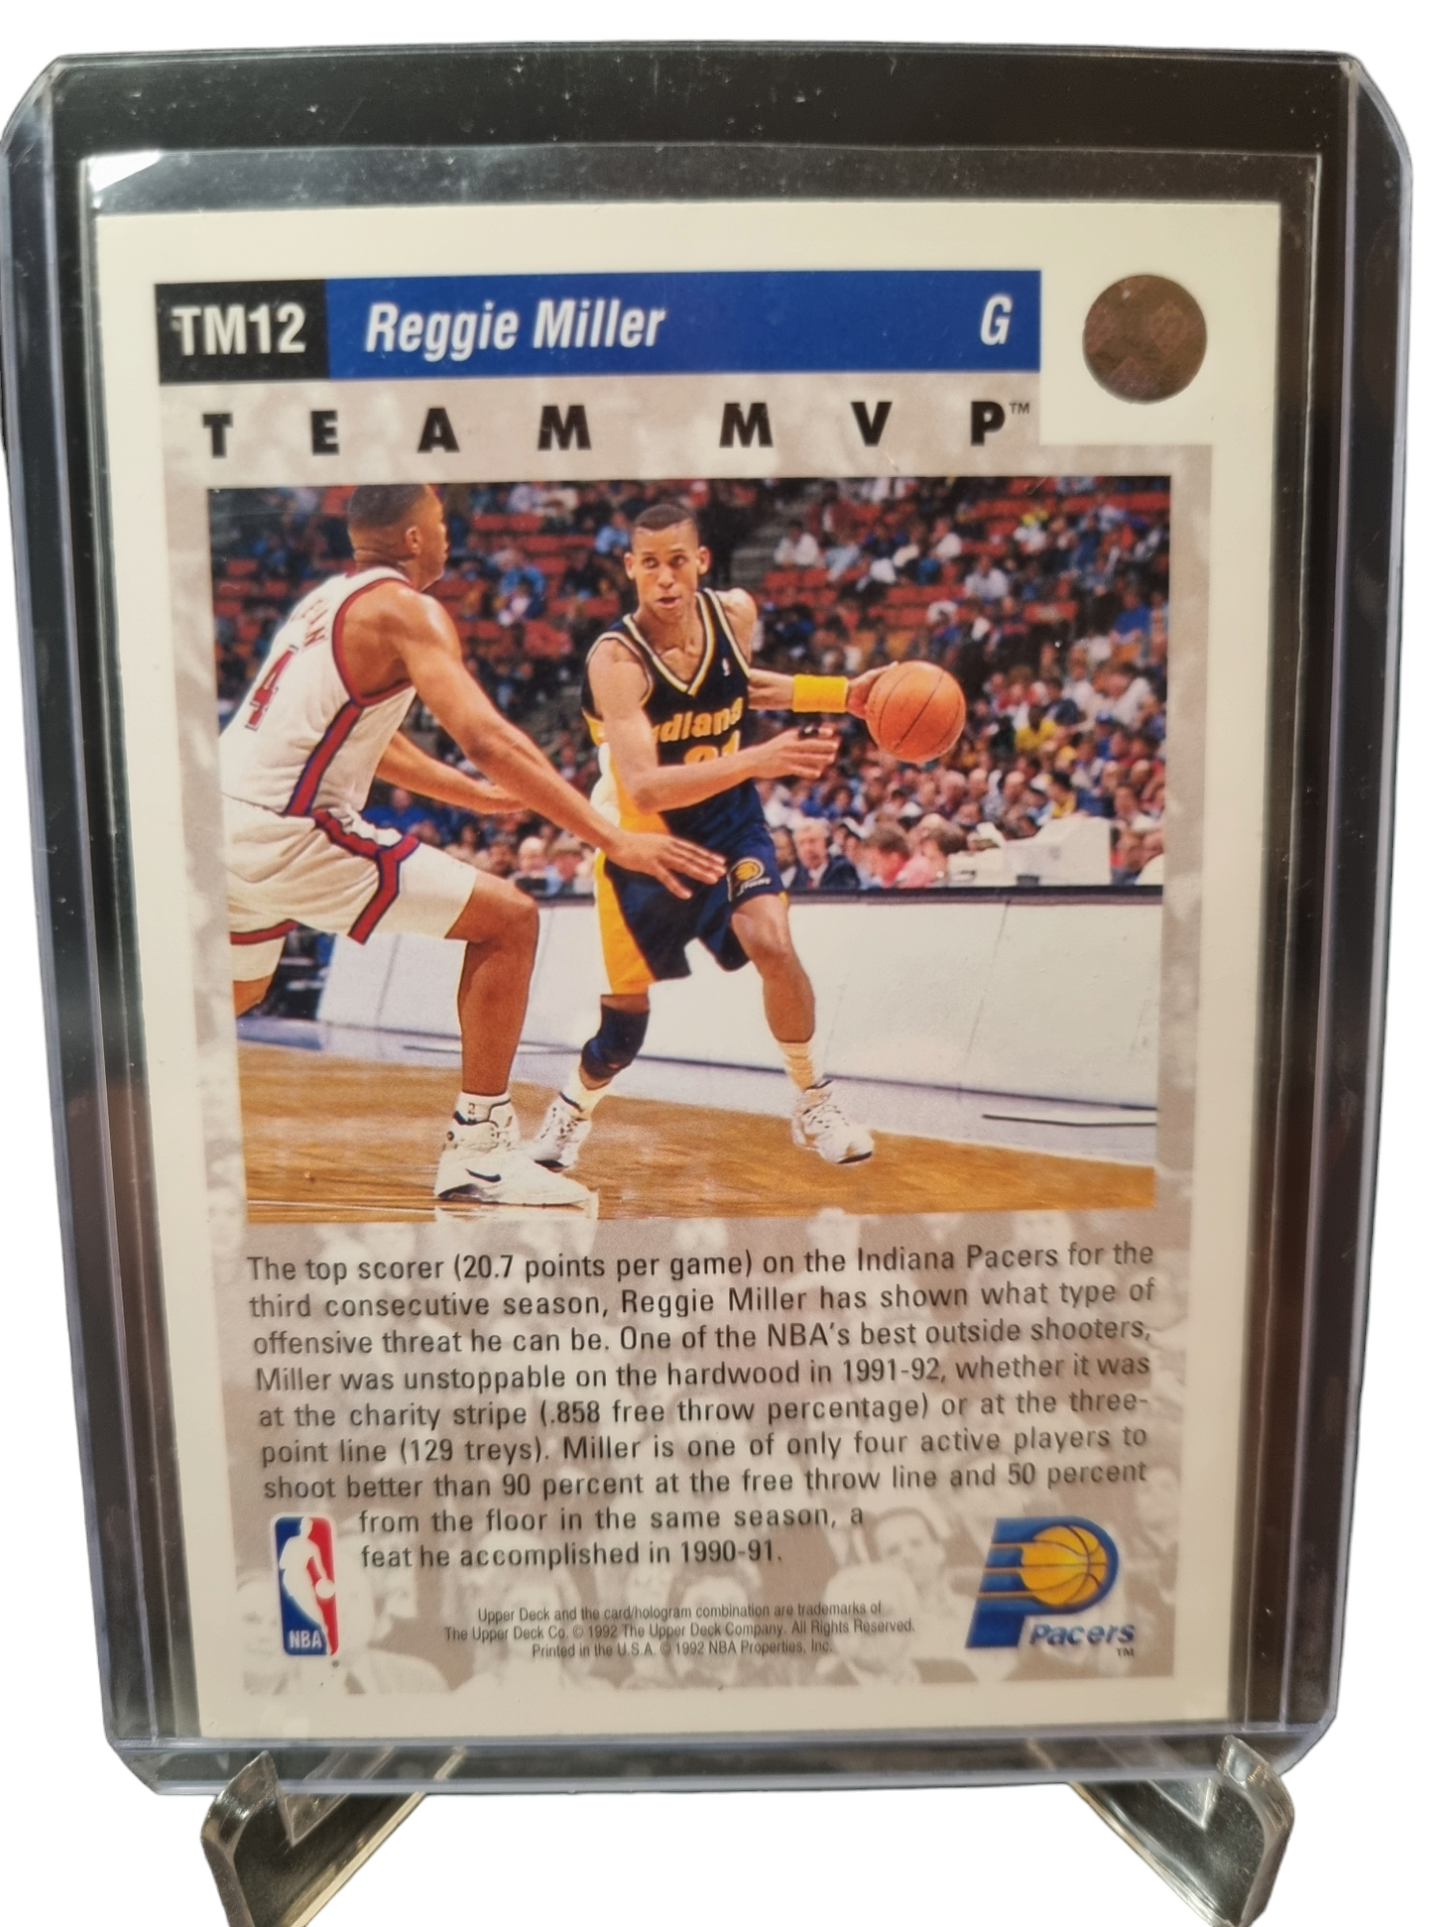 TM12 Reggie Miller G
TEAM MVP™
4
Indiana
The top scorer (20.7 points per game) on the Indiana Pacers for the
third consecutive season, Reggie Miller has shown what type of
offensive threat he can be. One of the NBA's best outside shooters,
Miller was unstoppable on the hardwood in 1991-92, whether it was
at the charity stripe (.858 free throw percentage) or at the three-
point line (129 treys). Miller is one of only four active players to
shoot better than 90 percent at the free throw line and 50 percent
from the floor in the same season, a
feat he accomplished in 1990-91.
Upper Deck and the card/hologram combination are trademarks of
The Upper Deck Co. © 1992 The Upper Deck Company. All Rights Reserved.
Printed in the U.S.A. © 1992 NBA Properties, Inc.
NBA
Pacers
TM